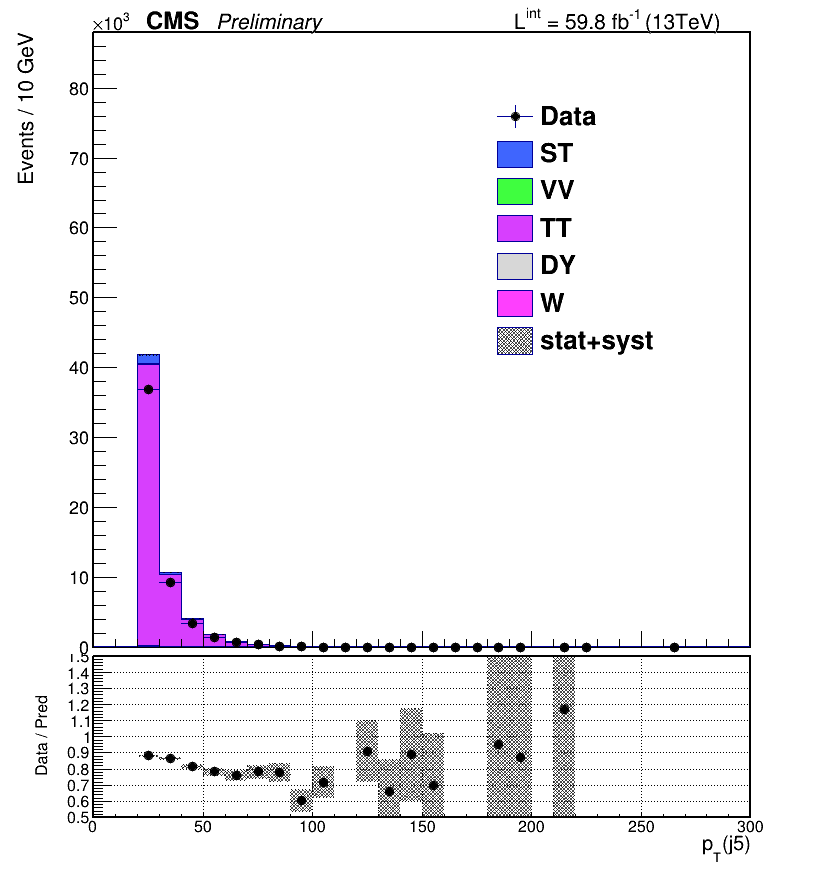 ×10³ CMS Preliminary L^int = 59.8 fb⁻¹ (13TeV)
Events / 10 GeV
80
70
60
50
40
30
20
10
0
Data
ST
VV
TT
DY
W
stat+syst
Data / Pred
1.5
1.4
1.3
1.2
1.1
1
0.9
0.8
0.7
0.6
0.5
0 50 100 150 200 250 300
p_T(j5)